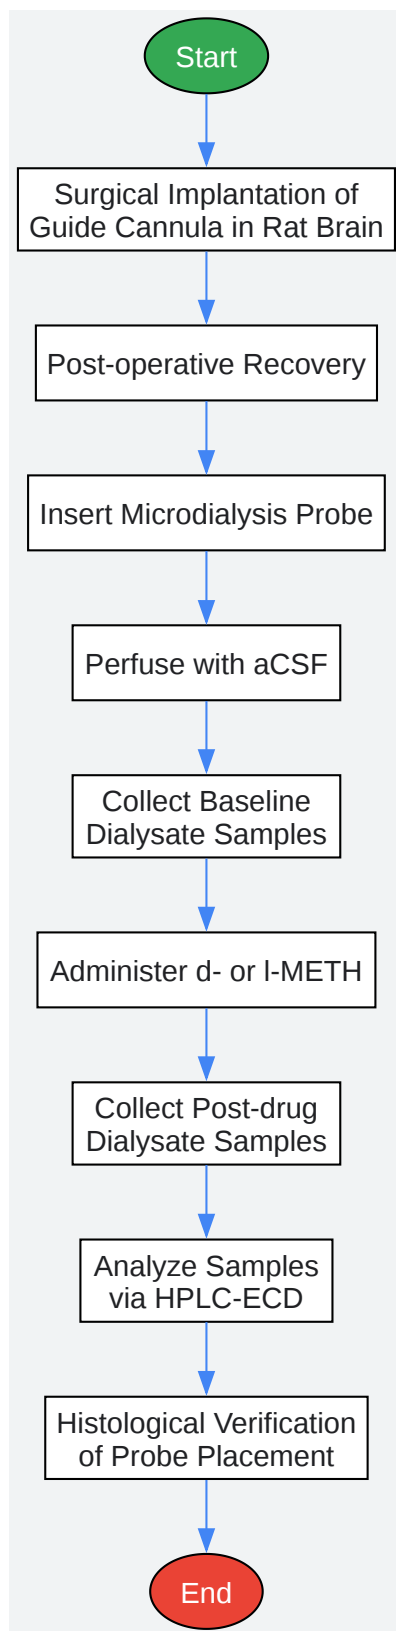 Start
Surgical Implantation of
Guide Cannula in Rat Brain
Post-operative Recovery
Insert Microdialysis Probe
Perfuse with aCSF
Collect Baseline
Dialysate Samples
Administer d- or l-METH
Collect Post-drug
Dialysate Samples
Analyze Samples
via HPLC-ECD
Histological Verification
of Probe Placement
End